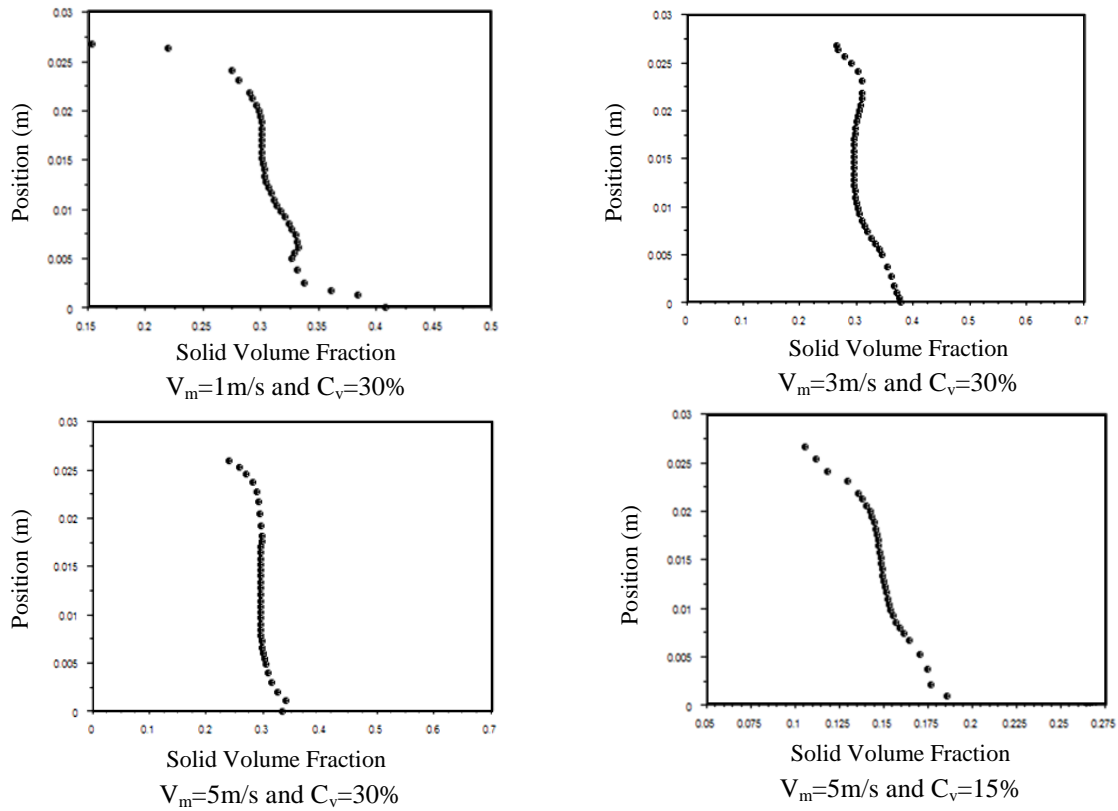 0.03
0.025
0.02
0.015
0.01
0.005
0
Position (m)
0.15 0.2 0.25 0.3 0.35 0.4 0.45 0.5
Solid Volume Fraction
Vm=1m/s and Cv=30%
0.03
0.025
0.02
0.015
0.01
0.005
0
Position (m)
0 0.1 0.2 0.3 0.4 0.5 0.6 0.7
Solid Volume Fraction
Vm=3m/s and Cv=30%
0.03
0.025
0.02
0.015
0.01
0.005
0
Position (m)
0 0.1 0.2 0.3 0.4 0.5 0.6 0.7
Solid Volume Fraction
Vm=5m/s and Cv=30%
0.03
0.025
0.02
0.015
0.01
0.005
0
Position (m)
0.05 0.075 0.1 0.125 0.15 0.175 0.2 0.225 0.25 0.275
Solid Volume Fraction
Vm=5m/s and Cv=15%